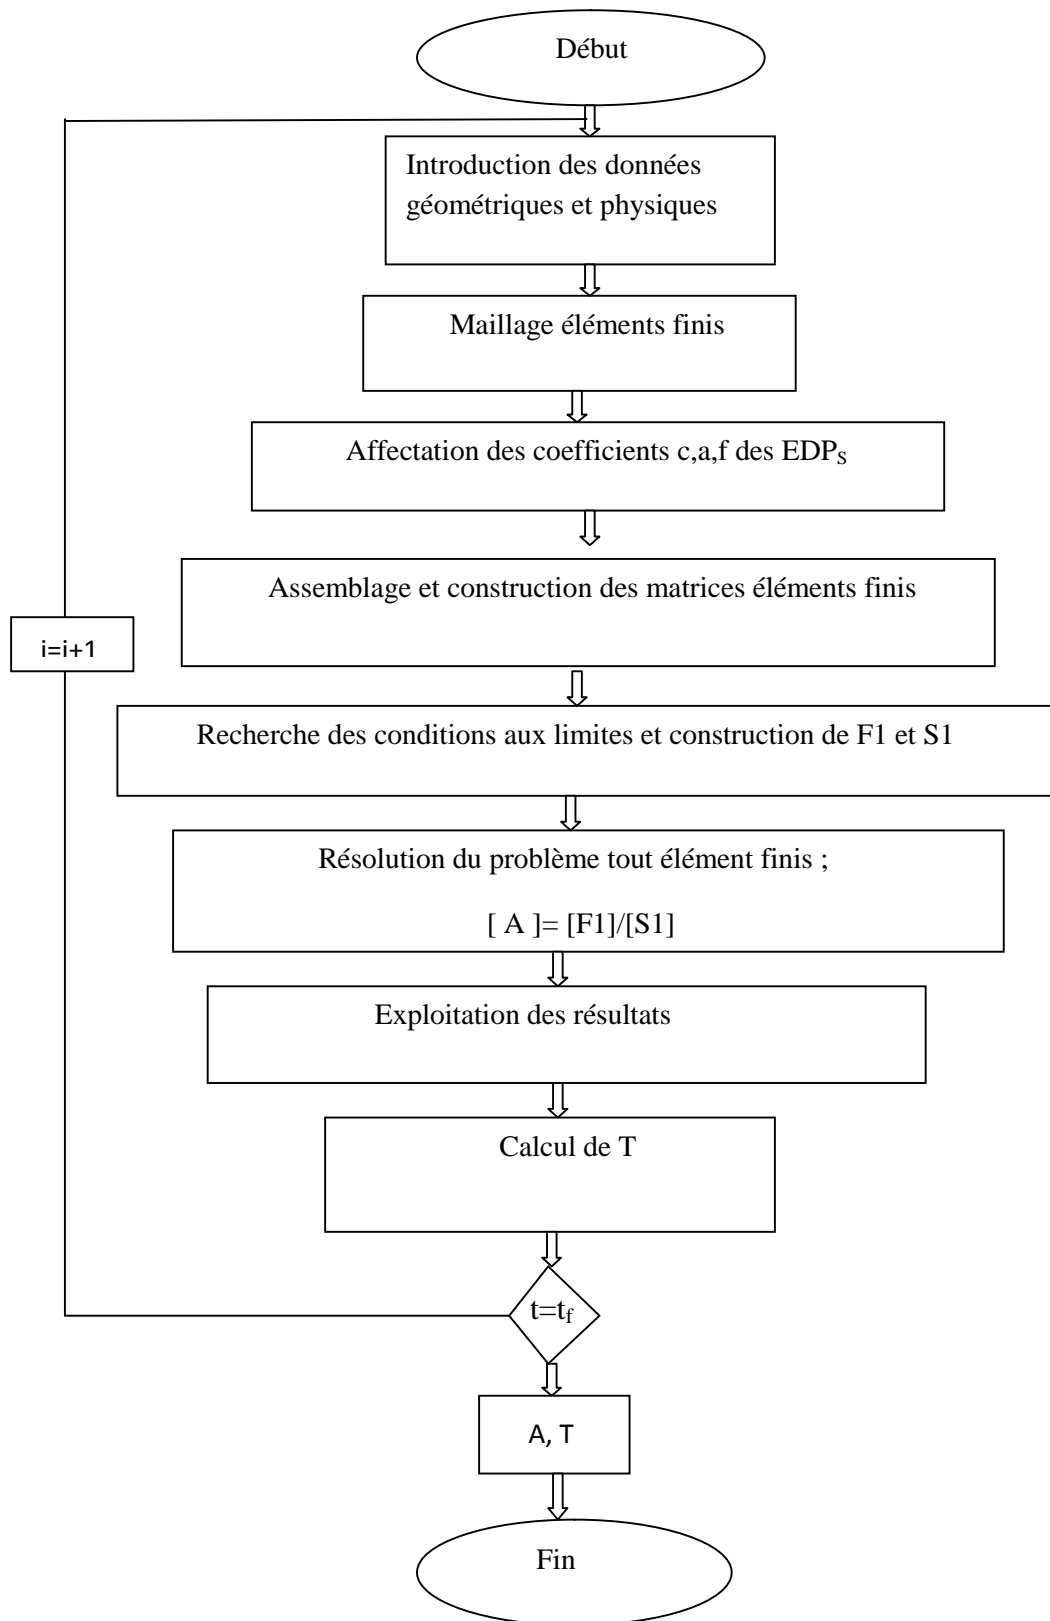 Début
Introduction des données
géométriques et physiques
Maillage éléments finis
Affectation des coefficients c,a,f des EDPS
Assemblage et construction des matrices éléments finis
i=i+1
Recherche des conditions aux limites et construction de F1 et S1
Résolution du problème tout élément finis ;
[ A ]= [F1]/[S1]
Exploitation des résultats
Calcul de T
t=tf
A, T
Fin